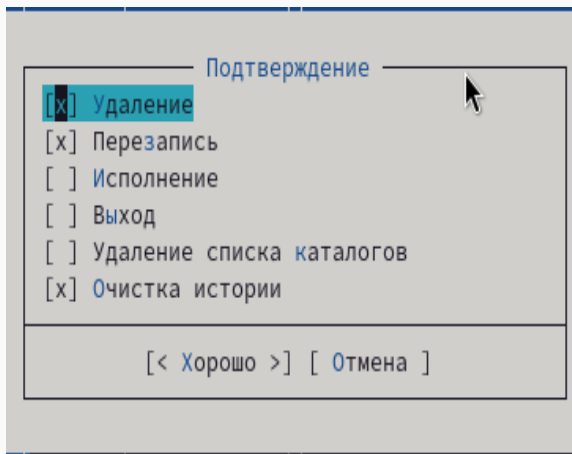 Подтверждение
[x] Удаление
[x] Перезапись
[ ] Исполнение
[ ] Выход
[ ] Удаление списка каталогов
[x] Очистка истории
[< Хорошо >] [ Отмена ]